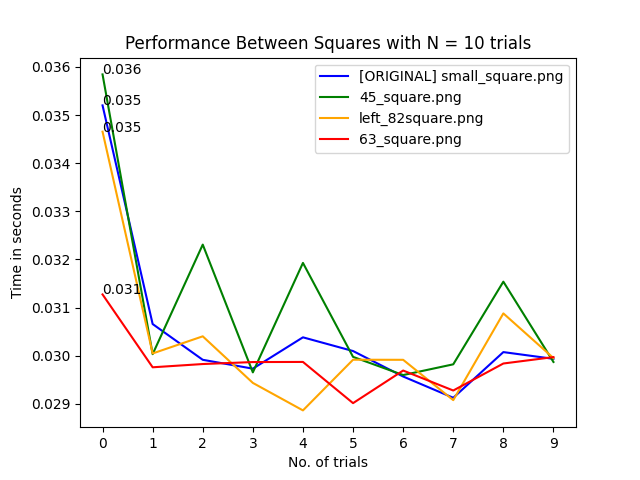 Performance Between Squares with N = 10 trials
0.036
0.035
0.034
0.033
0.032
0.031
0.030
0.029
Time in seconds
0.036
0.035
0.035
0.031
[ORIGINAL] small_square.png
45_square.png
left_82square.png
63_square.png
0 1 2 3 4 5 6 7 8 9
No. of trials